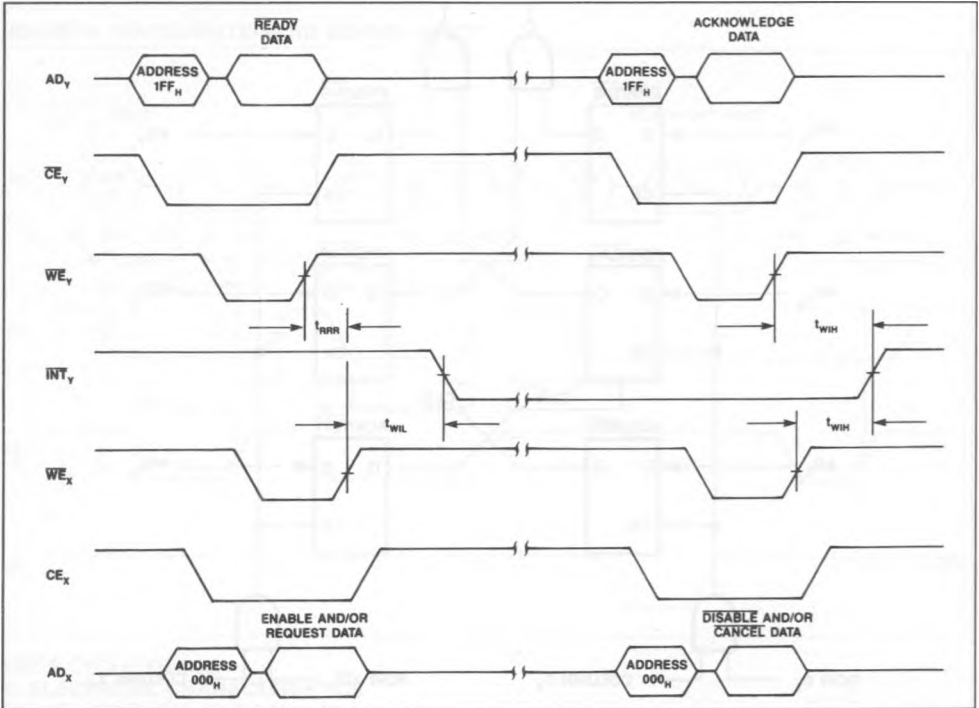 READY
DATA
ACKNOWLEDGE
DATA
ADY
ADDRESS
1FFH
ADDRESS
1FFH
CEY
WEY
tRRR
tWIH
INTY
tWIL
tWIH
WEX
CEX
ENABLE AND/OR
REQUEST DATA
DISABLE AND/OR
CANCEL DATA
ADX
ADDRESS
000H
ADDRESS
000H